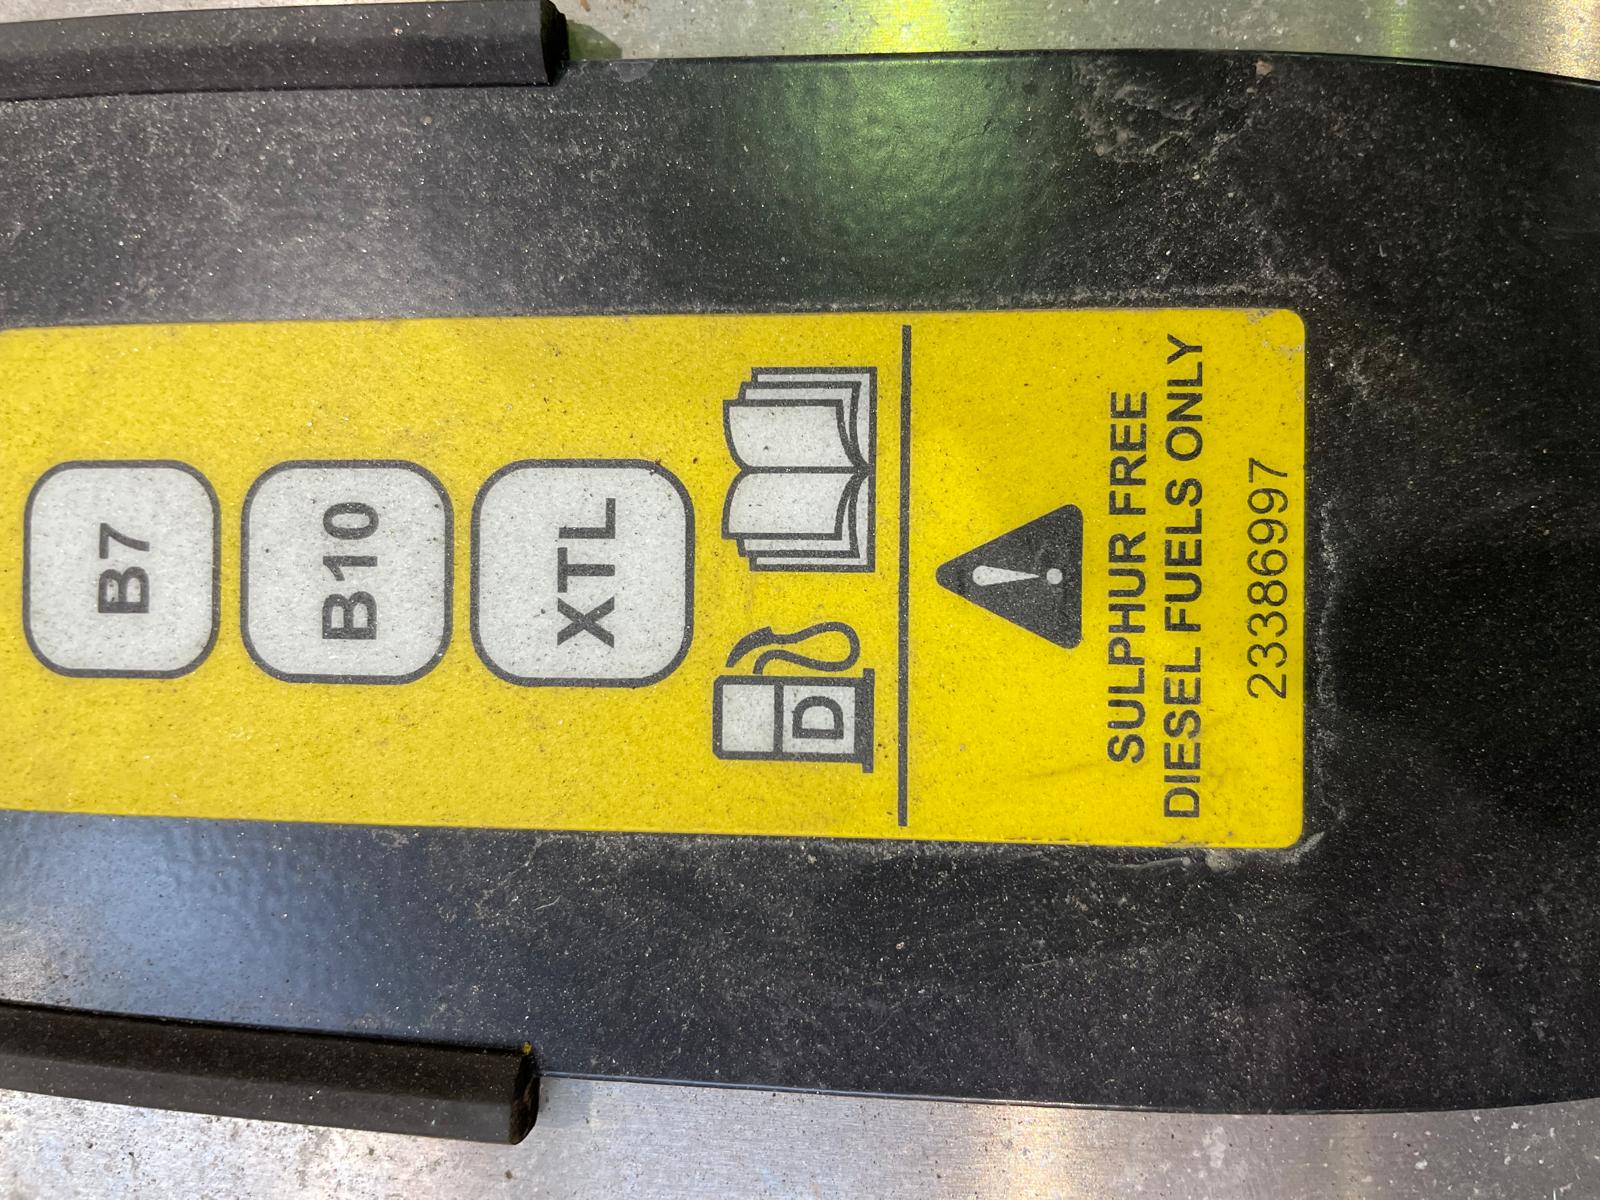 B7
B10
XTL
D
SULPHUR FREE
DIESEL FUELS ONLY
23386997